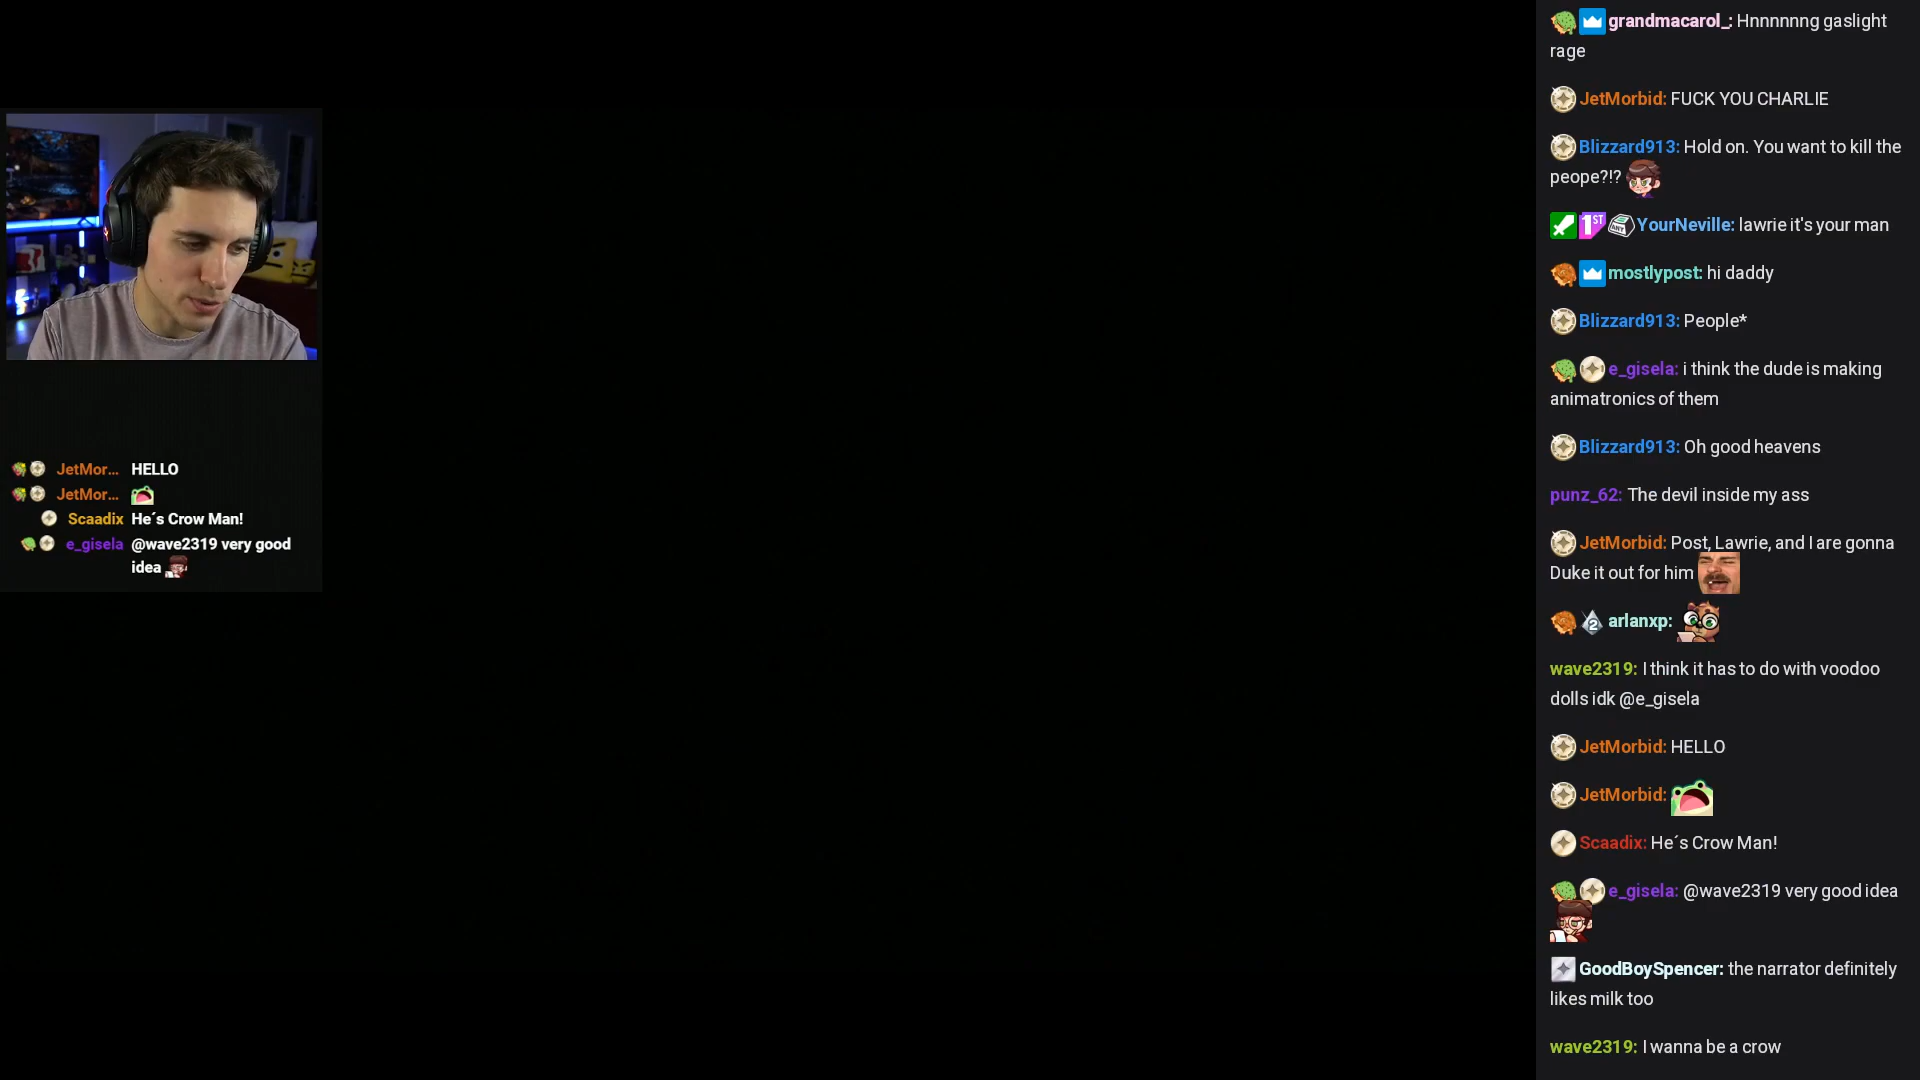 JetMor... HELLO
JetMor...
Scaadix He´s Crow Man!
e_gisela @wave2319 very good
idea
grandmacarol_: Hnnnnnng gaslight
rage
JetMorbid: FUCK YOU CHARLIE
Blizzard913: Hold on. You want to kill the
peope?!?
1ST ANY YourNeville: lawrie it's your man
mostlypost: hi daddy
Blizzard913: People*
e_gisela: i think the dude is making
animatronics of them
Blizzard913: Oh good heavens
punz_62: The devil inside my ass
JetMorbid: Post, Lawrie, and I are gonna
Duke it out for him
2 arlanxp:
wave2319: I think it has to do with voodoo
dolls idk @e_gisela
JetMorbid: HELLO
JetMorbid:
Scaadix: He´s Crow Man!
e_gisela: @wave2319 very good idea
GoodBoySpencer: the narrator definitely
likes milk too
wave2319: I wanna be a crow